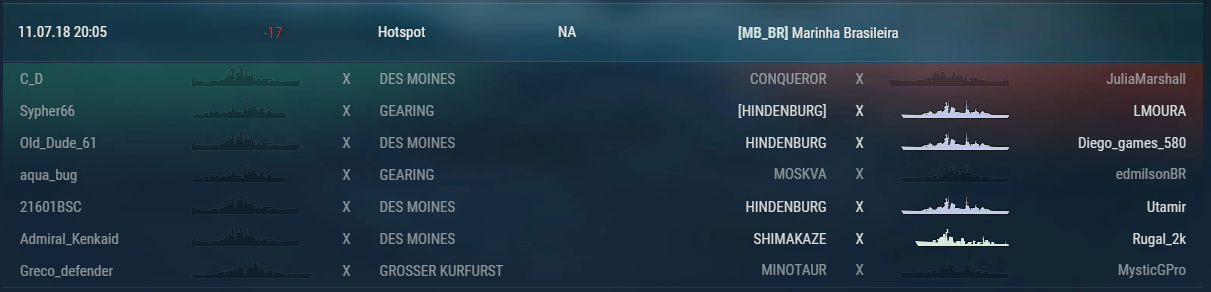 11.07.18 20:05 -17 Hotspot NA [MB_BR] Marinha Brasileira
C_D X DES MOINES CONQUEROR X JuliaMarshall
Sypher66 X GEARING [HINDENBURG] X LMOURA
Old_Dude_61 X DES MOINES HINDENBURG X Diego_games_580
aqua_bug X GEARING MOSKVA X edmilsonBR
21601BSC X DES MOINES HINDENBURG X Utamir
Admiral_Kenkaid X DES MOINES SHIMAKAZE X Rugal_2k
Greco_defender X GROSSER KURFURST MINOTAUR X MysticGPro